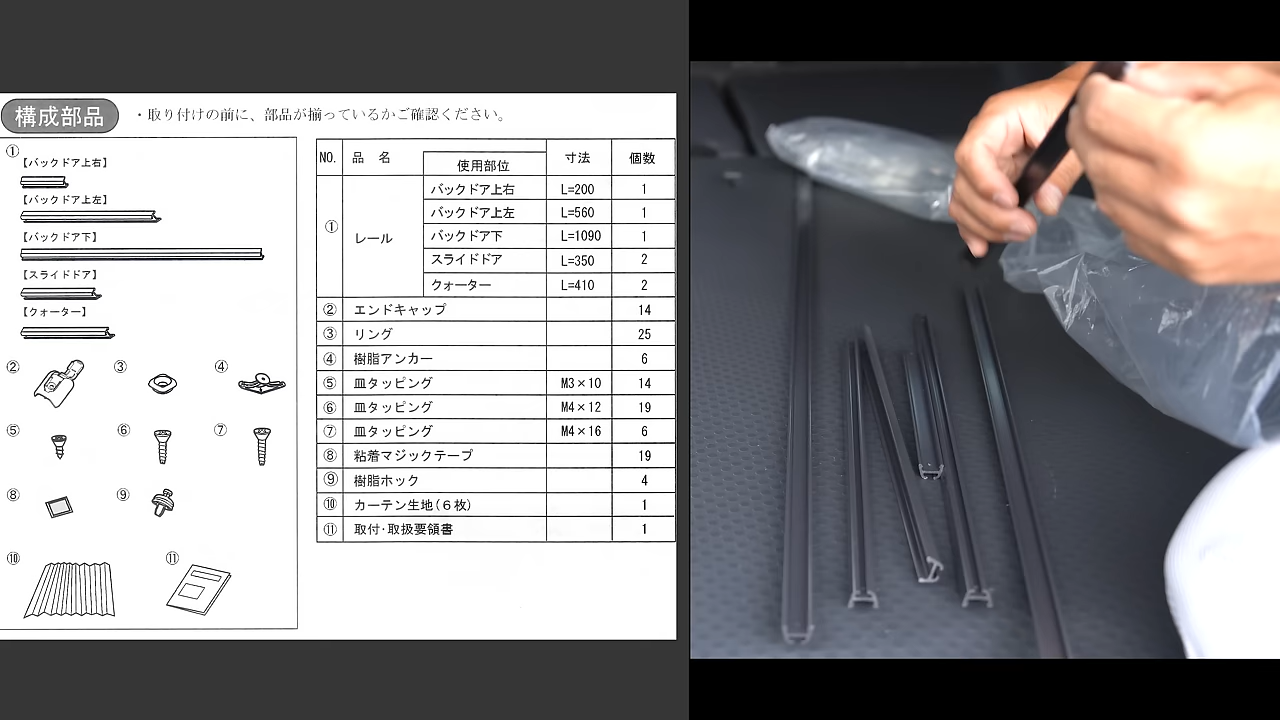 構成部品
・取り付けの前に、部品が揃っているかご確認ください。
①
【バックドア上右】
【バックドア上左】
【バックドア下】
【スライドドア】
【クォーター】
② ③ ④
⑤ ⑥ ⑦
⑧ ⑨
⑩ ⑪
NO. 品 名 使用部位 寸法 個数
① レール バックドア上右 L=200 1
バックドア上左 L=560 1
バックドア下 L=1090 1
スライドドア L=350 2
クォーター L=410 2
② エンドキャップ 14
③ リング 25
④ 樹脂アンカー 6
⑤ 皿タッピング M3×10 14
⑥ 皿タッピング M4×12 19
⑦ 皿タッピング M4×16 6
⑧ 粘着マジックテープ 19
⑨ 樹脂ホック 4
⑩ カーテン生地(6枚) 1
⑪ 取付・取扱要領書 1